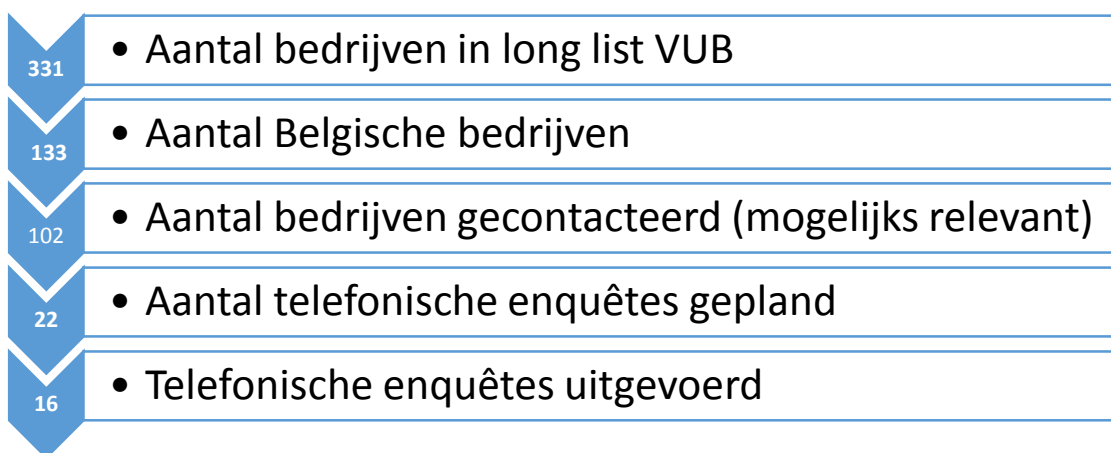 331 • Aantal bedrijven in long list VUB
133 • Aantal Belgische bedrijven
102 • Aantal bedrijven gecontacteerd (mogelijks relevant)
22 • Aantal telefonische enquêtes gepland
16 • Telefonische enquêtes uitgevoerd